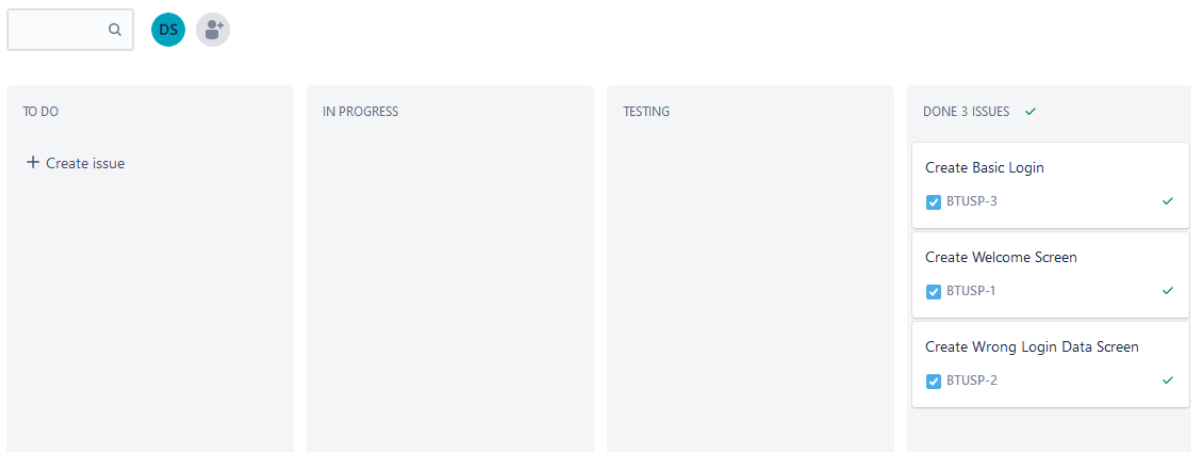 DS
TO DO
+ Create issue
IN PROGRESS
TESTING
DONE 3 ISSUES
Create Basic Login
BTUSP-3
Create Welcome Screen
BTUSP-1
Create Wrong Login Data Screen
BTUSP-2